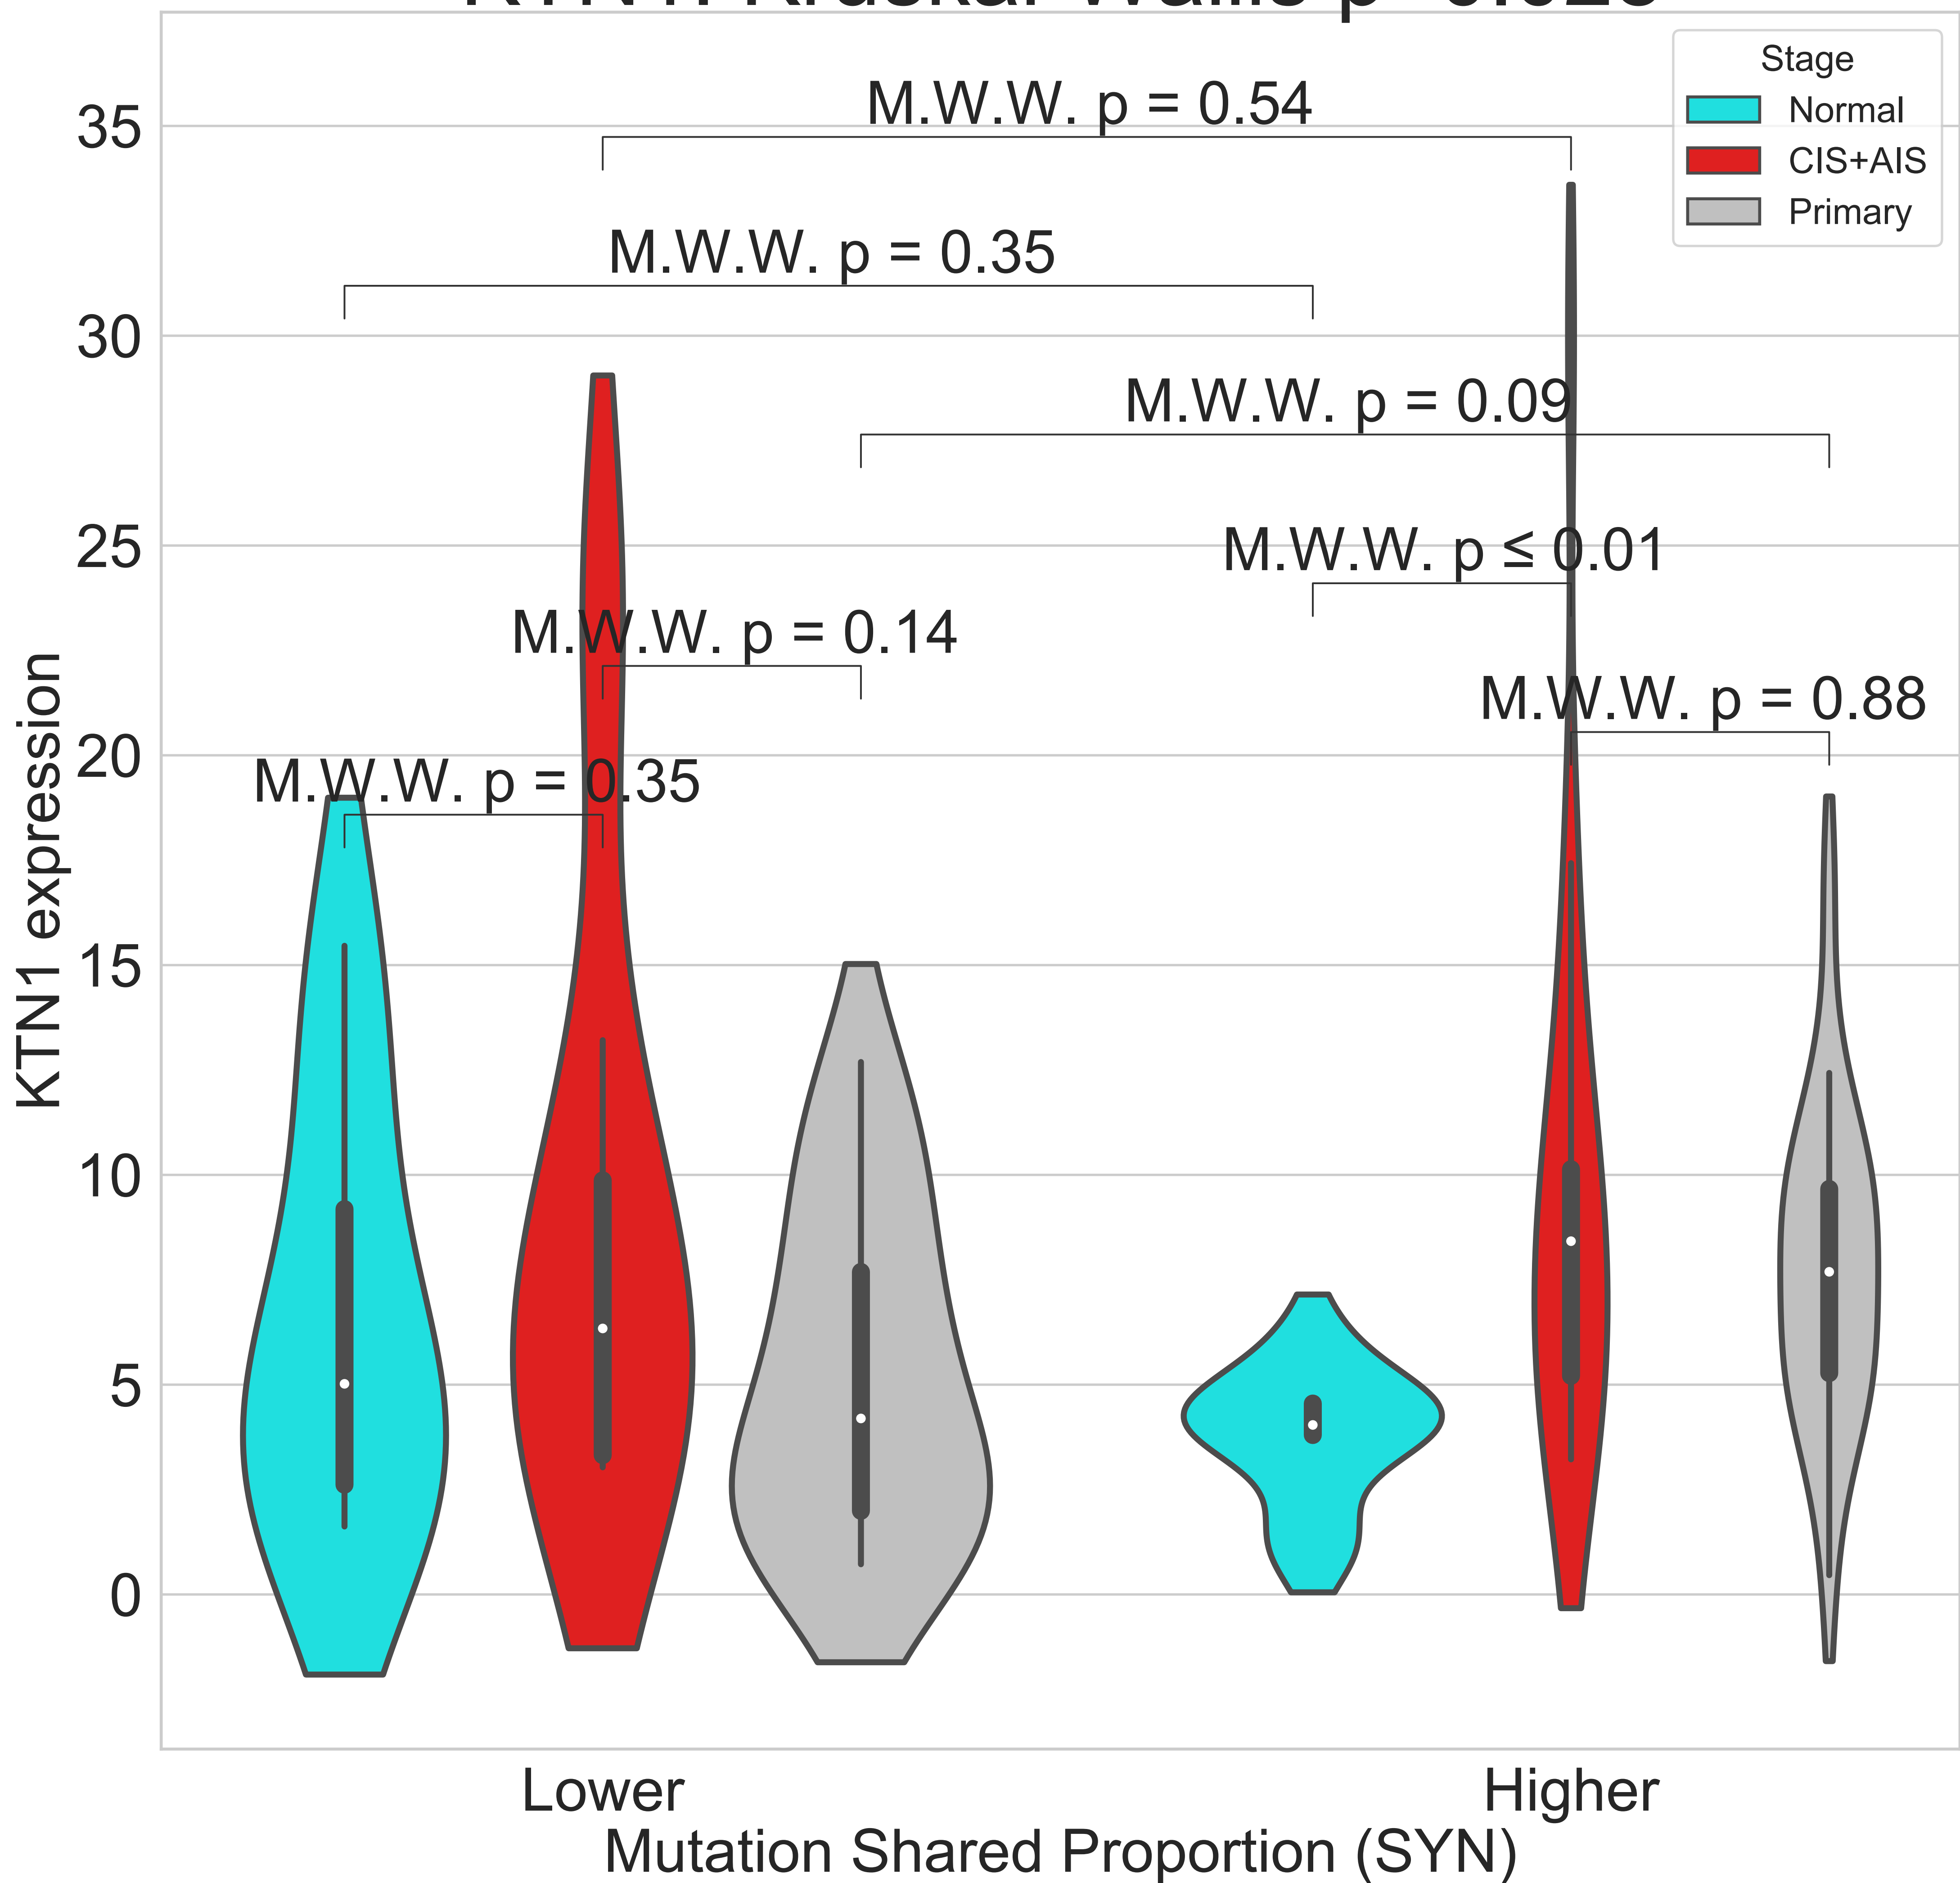 Stage
Normal
CIS+AIS
Primary
M.W.W. p = 0.54
M.W.W. p = 0.35
M.W.W. p = 0.09
M.W.W. p ≤ 0.01
M.W.W. p = 0.14
M.W.W. p = 0.88
M.W.W. p = 0.35
KTN1 expression
35
30
25
20
15
10
5
0
Lower
Higher
Mutation Shared Proportion (SYN)